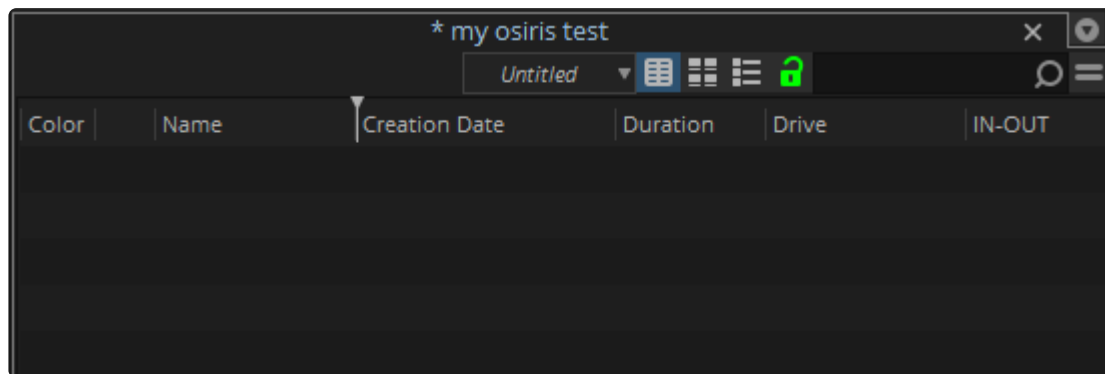 * my osiris test
Untitled
Color Name Creation Date Duration Drive IN-OUT